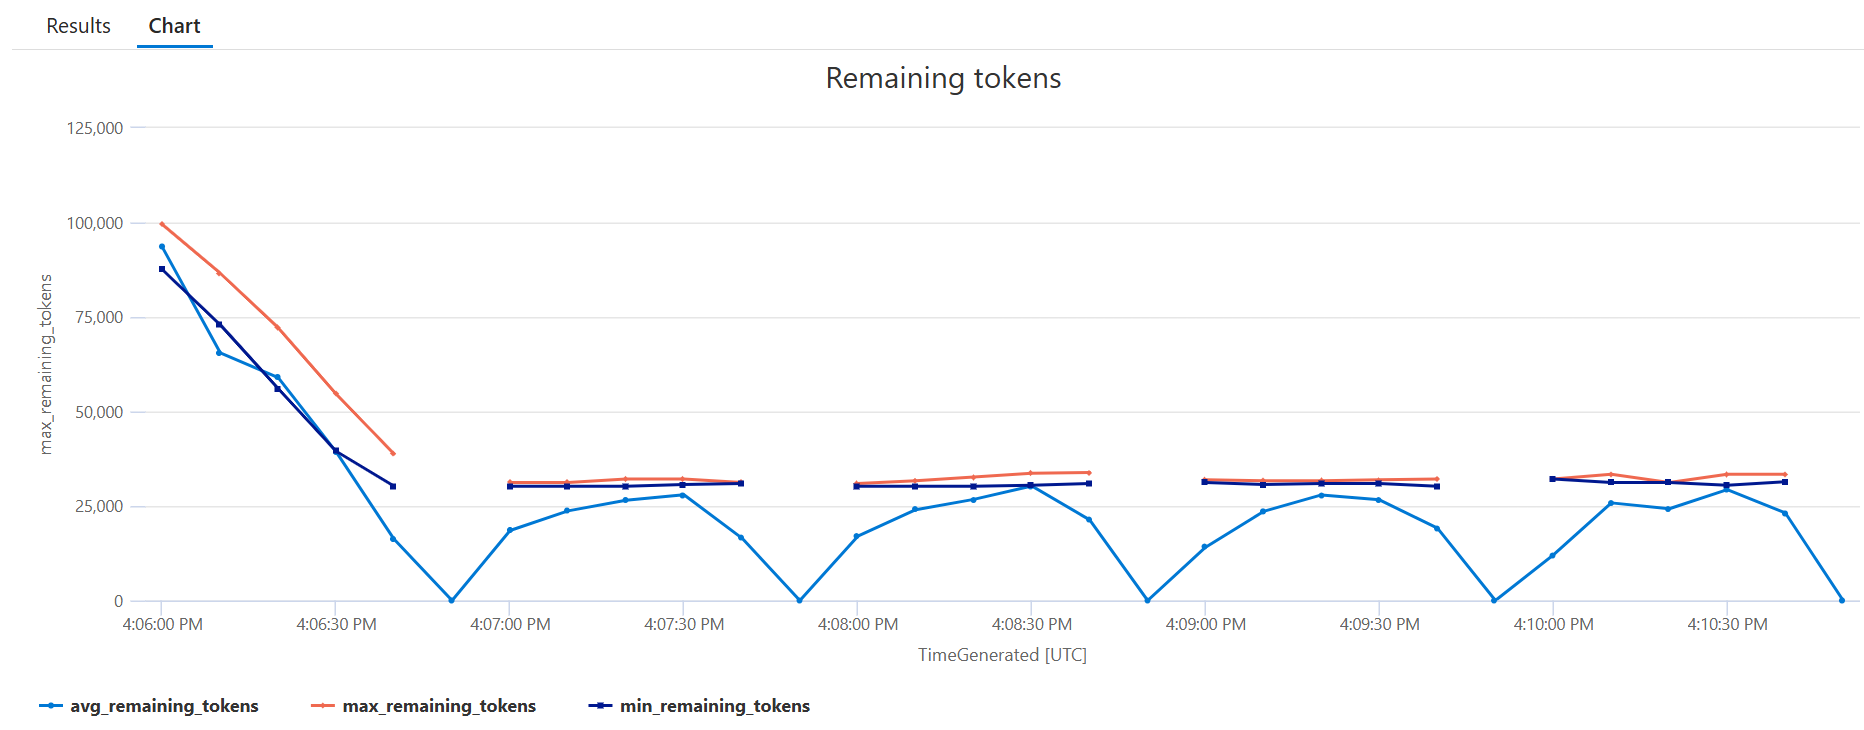 Results Chart
Remaining tokens
125,000
100,000
75,000
50,000
25,000
0
max_remaining_tokens
4:06:00 PM 4:06:30 PM 4:07:00 PM 4:07:30 PM 4:08:00 PM 4:08:30 PM 4:09:00 PM 4:09:30 PM 4:10:00 PM 4:10:30 PM
TimeGenerated [UTC]
avg_remaining_tokens max_remaining_tokens min_remaining_tokens